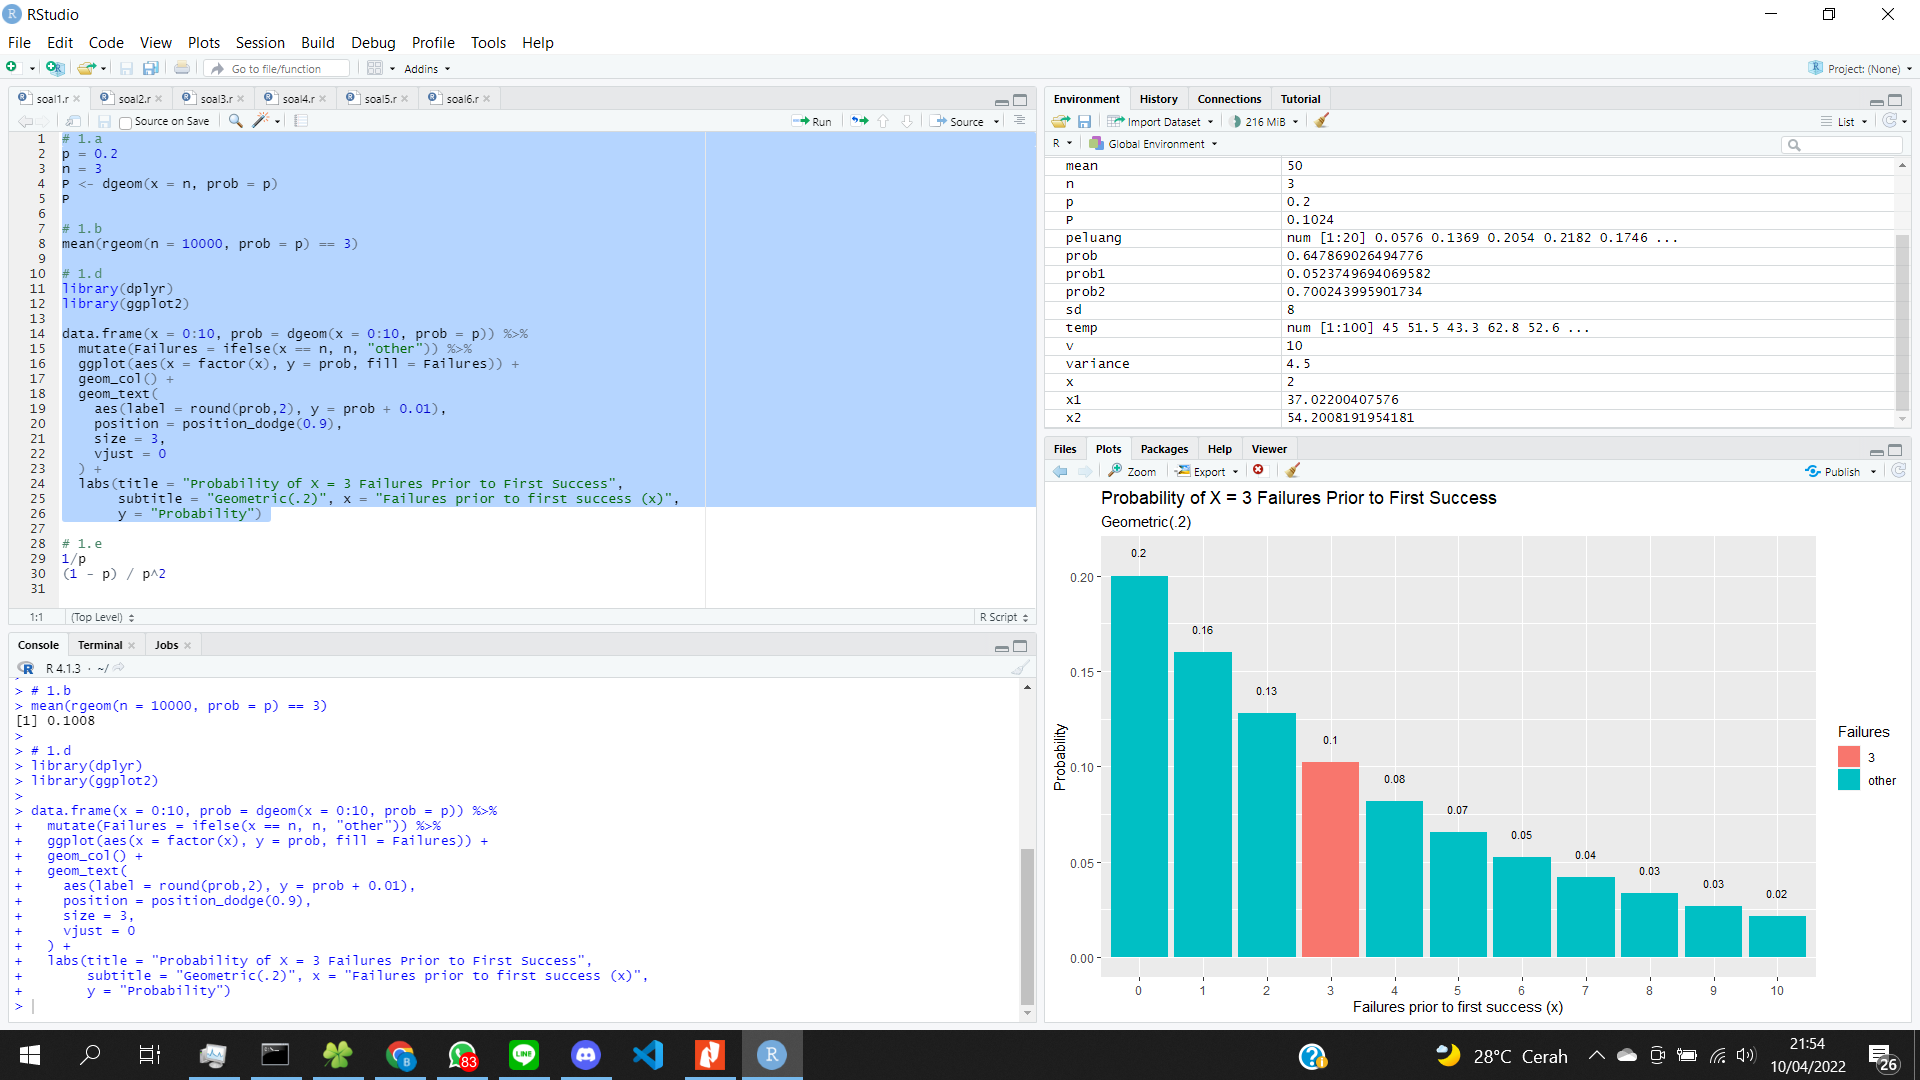 RStudio
File Edit Code View Plots Session Build Debug Profile Tools Help
Go to file/function Addins Project: (None)
soal1.r soal2.r soal3.r soal4.r soal5.r soal6.r
Source on Save Run Source
1 # 1.a
2 p = 0.2
3 n = 3
4 P <- dgeom(x = n, prob = p)
5 P
6
7 # 1.b
8 mean(rgeom(n = 10000, prob = p) == 3)
9
10 # 1.d
11 library(dplyr)
12 library(ggplot2)
13
14 data.frame(x = 0:10, prob = dgeom(x = 0:10, prob = p)) %>%
15 mutate(Failures = ifelse(x == n, n, "other")) %>%
16 ggplot(aes(x = factor(x), y = prob, fill = Failures)) +
17 geom_col() +
18 geom_text(
19 aes(label = round(prob,2), y = prob + 0.01),
20 position = position_dodge(0.9),
21 size = 3,
22 vjust = 0
23 ) +
24 labs(title = "Probability of X = 3 Failures Prior to First Success",
25 subtitle = "Geometric(.2)", x = "Failures prior to first success (x)",
26 y = "Probability")
27
28 # 1.e
29 1/p
30 (1 - p) / p^2
31
1:1 (Top Level) R Script
Console Terminal Jobs
R 4.1.3 · ~/
> # 1.b
> mean(rgeom(n = 10000, prob = p) == 3)
[1] 0.1008
>
> # 1.d
> library(dplyr)
> library(ggplot2)
>
> data.frame(x = 0:10, prob = dgeom(x = 0:10, prob = p)) %>%
+ mutate(Failures = ifelse(x == n, n, "other")) %>%
+ ggplot(aes(x = factor(x), y = prob, fill = Failures)) +
+ geom_col() +
+ geom_text(
+ aes(label = round(prob,2), y = prob + 0.01),
+ position = position_dodge(0.9),
+ size = 3,
+ vjust = 0
+ ) +
+ labs(title = "Probability of X = 3 Failures Prior to First Success",
+ subtitle = "Geometric(.2)", x = "Failures prior to first success (x)",
+ y = "Probability")
>
Environment History Connections Tutorial
Import Dataset 216 MiB List
R Global Environment
mean 50
n 3
p 0.2
P 0.1024
peluang num [1:20] 0.0576 0.1369 0.2054 0.2182 0.1746 ...
prob 0.647869026494776
prob1 0.0523749694069582
prob2 0.700243995901734
sd 8
temp num [1:100] 45 51.5 43.3 62.8 52.6 ...
v 10
variance 4.5
x 2
x1 37.02200407576
x2 54.2008191954181
Files Plots Packages Help Viewer
Zoom Export Publish
Probability of X = 3 Failures Prior to First Success
Geometric(.2)
0.2 0.16 0.13 0.1 0.08 0.07 0.05 0.04 0.03 0.03 0.02
0.20
0.15
0.10
0.05
0.00
Probability
0 1 2 3 4 5 6 7 8 9 10
Failures prior to first success (x)
Failures
3
other
83
28°C Cerah
21:54
10/04/2022
26